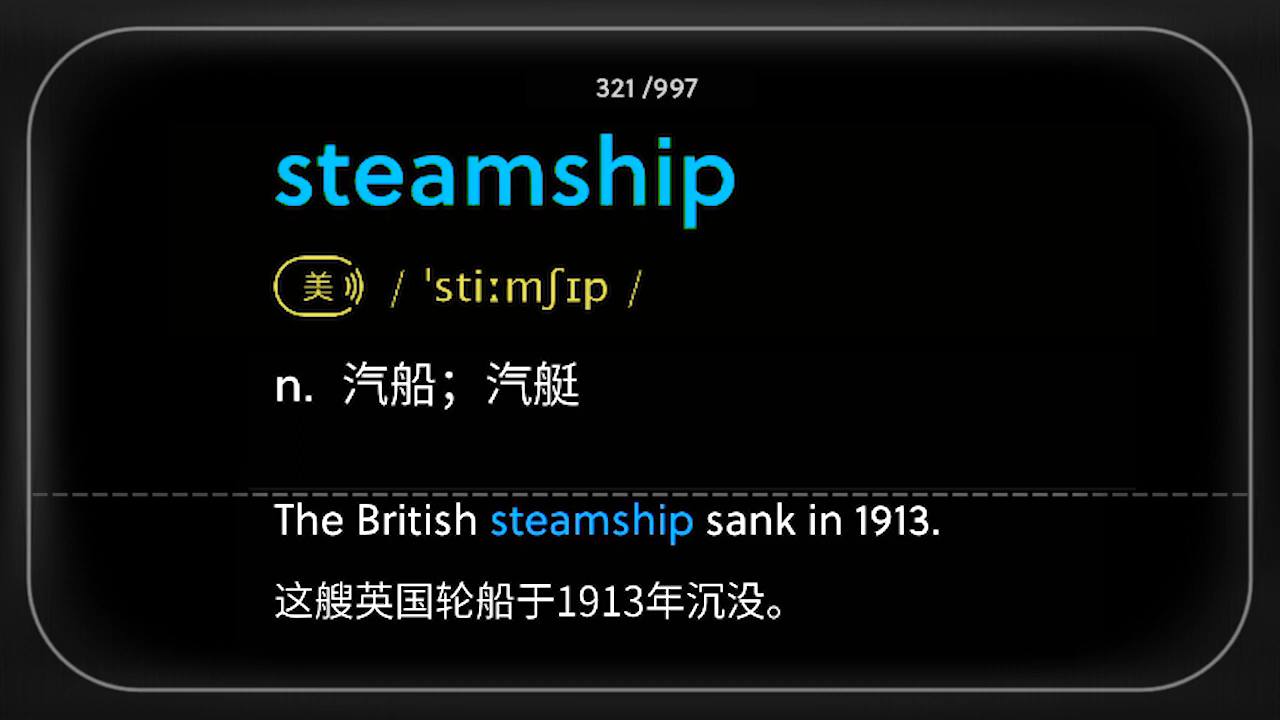 321 /997
steamship
美 / ˈstiːmʃɪp /
n. 汽船；汽艇
The British steamship sank in 1913.
这艘英国轮船于1913年沉没。